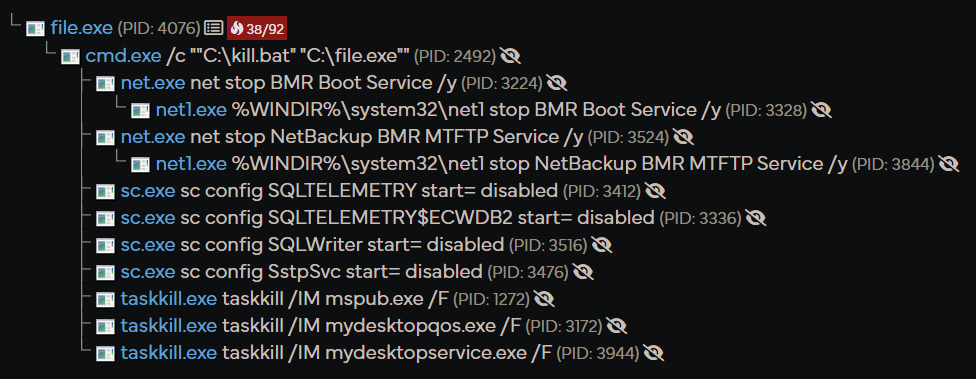 file.exe (PID: 4076) 38/92
cmd.exe /c ""C:\kill.bat" "C:\file.exe"" (PID: 2492)
net.exe net stop BMR Boot Service /y (PID: 3224)
net1.exe %WINDIR%\system32\net1 stop BMR Boot Service /y (PID: 3328)
net.exe net stop NetBackup BMR MTFTP Service /y (PID: 3524)
net1.exe %WINDIR%\system32\net1 stop NetBackup BMR MTFTP Service /y (PID: 3844)
sc.exe sc config SQLTELEMETRY start= disabled (PID: 3412)
sc.exe sc config SQLTELEMETRY$ECWDB2 start= disabled (PID: 3336)
sc.exe sc config SQLWriter start= disabled (PID: 3516)
sc.exe sc config SstpSvc start= disabled (PID: 3476)
taskkill.exe taskkill /IM mspub.exe /F (PID: 1272)
taskkill.exe taskkill /IM mydesktopqos.exe /F (PID: 3172)
taskkill.exe taskkill /IM mydesktopservice.exe /F (PID: 3944)